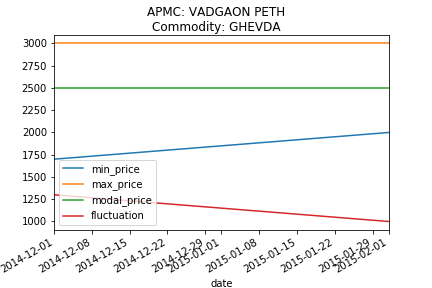 APMC: VADGAON PETH
Commodity: GHEVDA
3000
2750
2500
2250
2000
1750
1500
1250
1000
min_price
max_price
modal_price
fluctuation
2014-12-01
2014-12-08
2014-12-15
2014-12-22
2014-12-29
2015-01-01
2015-01-08
2015-01-15
2015-01-22
2015-01-29
2015-02-01
date